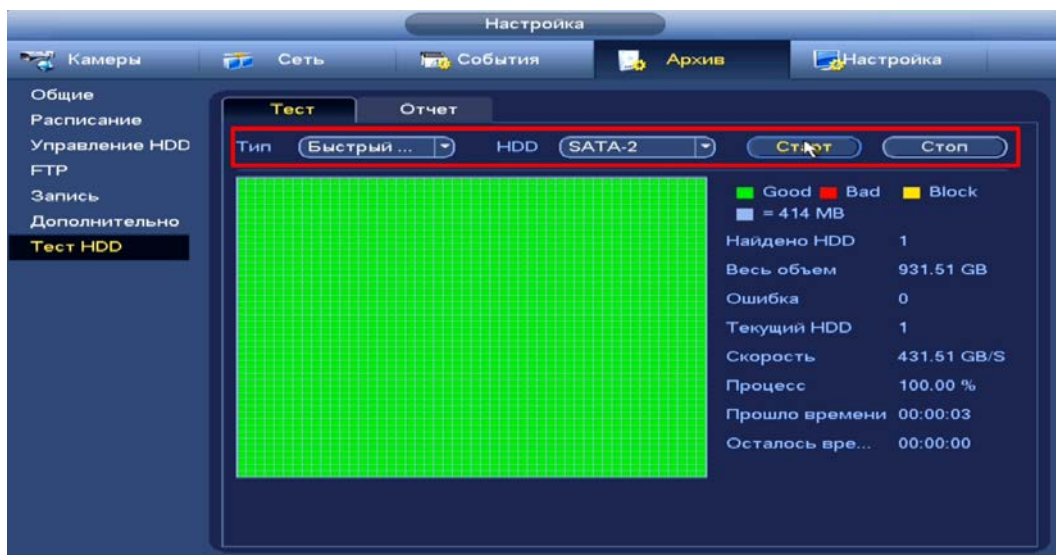 Настройка
Камеры Сеть События Архив Настройка
Общие
Расписание
Управление HDD
FTP
Запись
Дополнительно
Тест HDD
Тест Отчет
Тип Быстрый ... HDD SATA-2 Старт Стоп
Good Bad Block
= 414 MB
Найдено HDD 1
Весь объем 931.51 GB
Ошибка 0
Текущий HDD 1
Скорость 431.51 GB/S
Процесс 100.00 %
Прошло времени 00:00:03
Осталось вре... 00:00:00